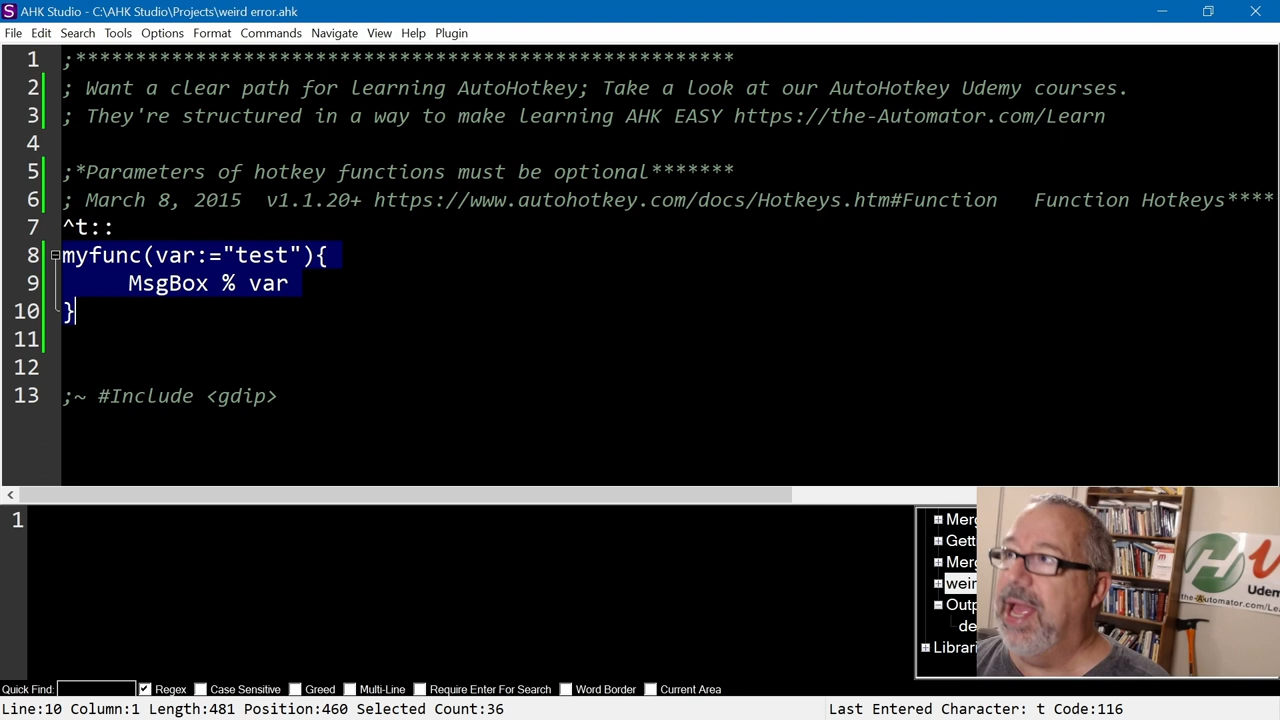 AHK Studio - C:\AHK Studio\Projects\weird error.ahk
File Edit Search Tools Options Format Commands Navigate View Help Plugin
1 ;********************************************************
2 ; Want a clear path for learning AutoHotkey; Take a look at our AutoHotkey Udemy courses.
3 ; They're structured in a way to make learning AHK EASY https://the-Automator.com/Learn
4
5 ;*Parameters of hotkey functions must be optional*******
6 ; March 8, 2015 v1.1.20+ https://www.autohotkey.com/docs/Hotkeys.htm#Function Function Hotkeys****
7 ^t::
8 myfunc(var:="test"){
9 MsgBox % var
10 }
11
12
13 ;~ #Include <gdip>
1
Merg
Gett
Merg
weir
Outp
de
Librari
H
Udem
the-Automator.com/Le
Quick Find: Regex Case Sensitive Greed Multi-Line Require Enter For Search Word Border Current Area
Line:10 Column:1 Length:481 Position:460 Selected Count:36 Last Entered Character: t Code:116